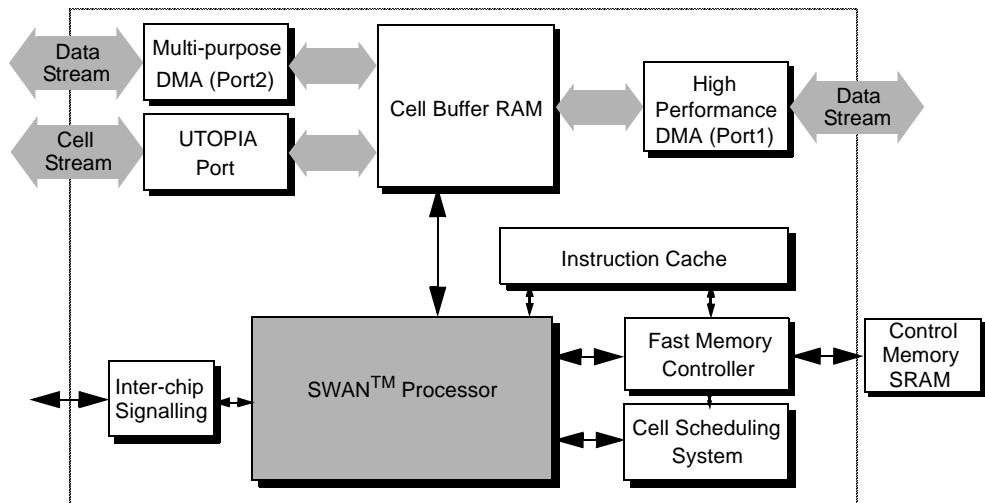 Data
Stream
Multi-purpose
DMA (Port2)
Cell Buffer RAM
High
Performance
DMA (Port1)
Data
Stream
Cell
Stream
UTOPIA
Port
Instruction Cache
Fast Memory
Controller
Control
Memory
SRAM
Inter-chip
Signalling
SWAN™ Processor
Cell Scheduling
System